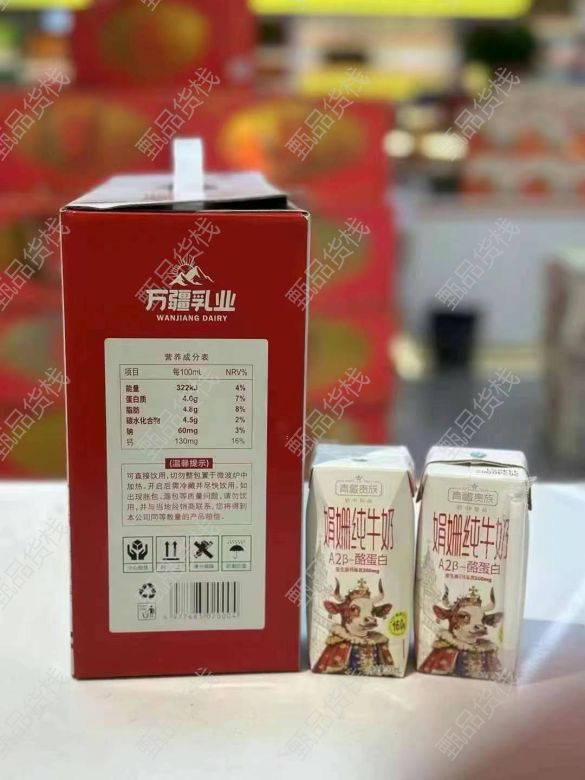 万疆乳业
WANJIANG DAIRY
营养成分表
项目 每100mL NRV%
能量 322kJ 4%
蛋白质 4.0g 7%
脂肪 4.8g 8%
碳水化合物 4.5g 2%
钠 60mg 3%
钙 130mg 16%
(温馨提示)
可直接饮用,切勿整包置于微波炉中
加热,开启后需冷藏并尽快饮用,如
出现胀包、漏包等质量问题,请勿饮
用,并与当地经销商联系,您将得到
本公司同等数量的产品赔偿。
青藏贵族
娟姗纯牛奶
A2β-酪蛋白
青藏贵族
娟姗纯牛奶
A2β-酪蛋白
甄品货栈